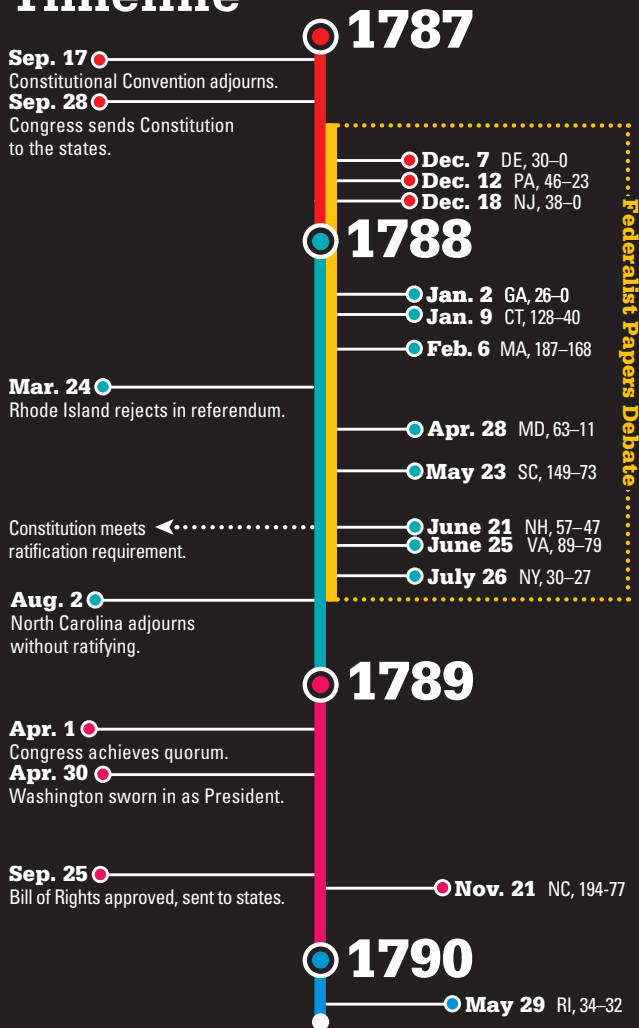 Timeline
1787
Sep. 17
Constitutional Convention adjourns.
Sep. 28
Congress sends Constitution
to the states.
Dec. 7 DE, 30–0
Dec. 12 PA, 46–23
Dec. 18 NJ, 38–0
Federalist Papers Debate
1788
Jan. 2 GA, 26–0
Jan. 9 CT, 128–40
Feb. 6 MA, 187–168
Mar. 24
Rhode Island rejects in referendum.
Apr. 28 MD, 63–11
May 23 SC, 149–73
Constitution meets
ratification requirement.
June 21 NH, 57–47
June 25 VA, 89–79
July 26 NY, 30–27
Aug. 2
North Carolina adjourns
without ratifying.
1789
Apr. 1
Congress achieves quorum.
Apr. 30
Washington sworn in as President.
Sep. 25
Bill of Rights approved, sent to states.
Nov. 21 NC, 194-77
1790
May 29 RI, 34–32